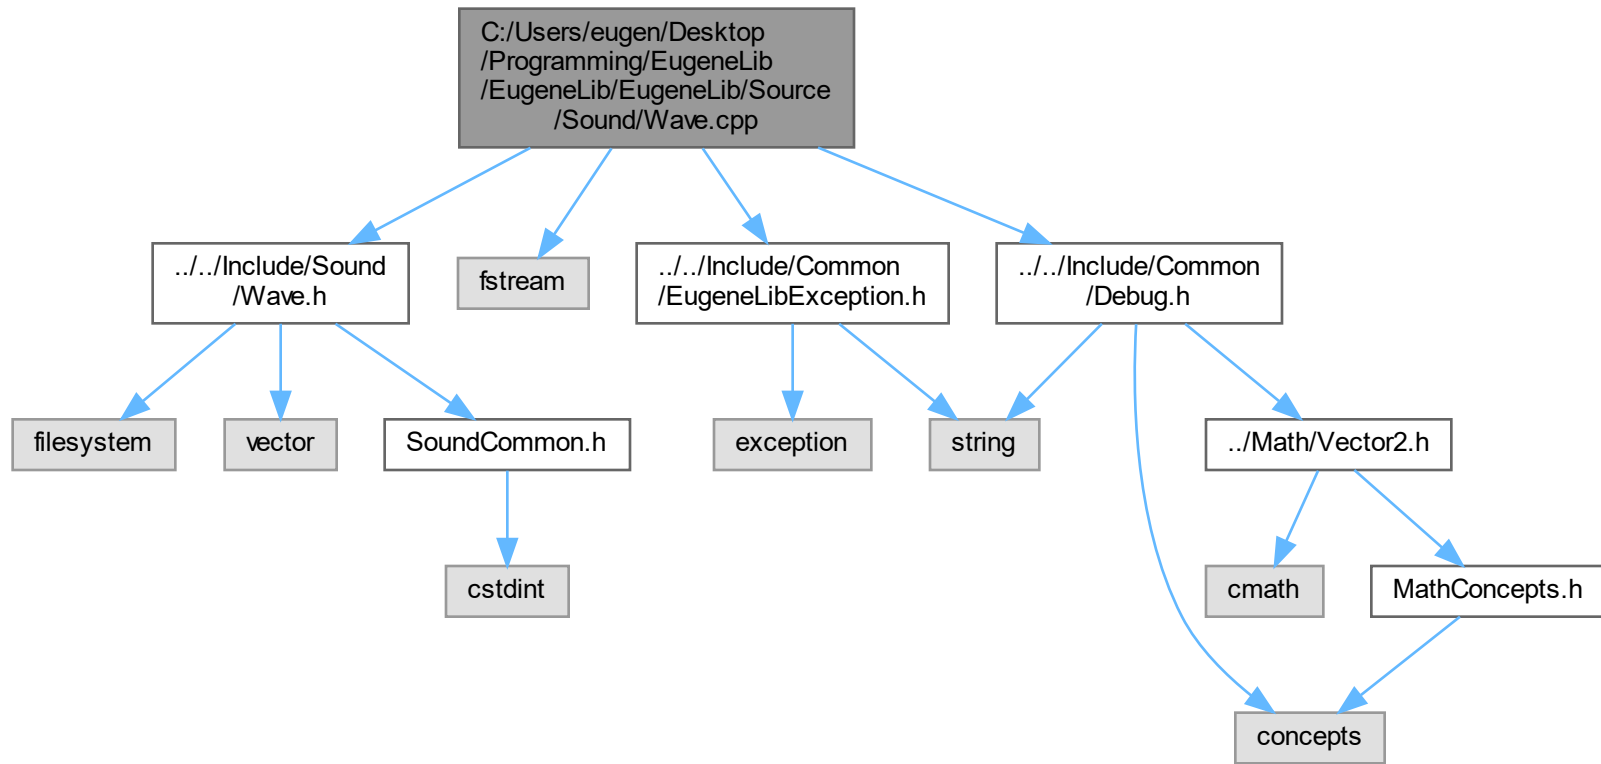 C:/Users/eugen/Desktop
/Programming/EugeneLib
/EugeneLib/EugeneLib/Source
/Sound/Wave.cpp
../../Include/Sound
/Wave.h
fstream
../../Include/Common
/EugeneLibException.h
../../Include/Common
/Debug.h
filesystem
vector
SoundCommon.h
exception
string
../Math/Vector2.h
cstdint
cmath
MathConcepts.h
concepts